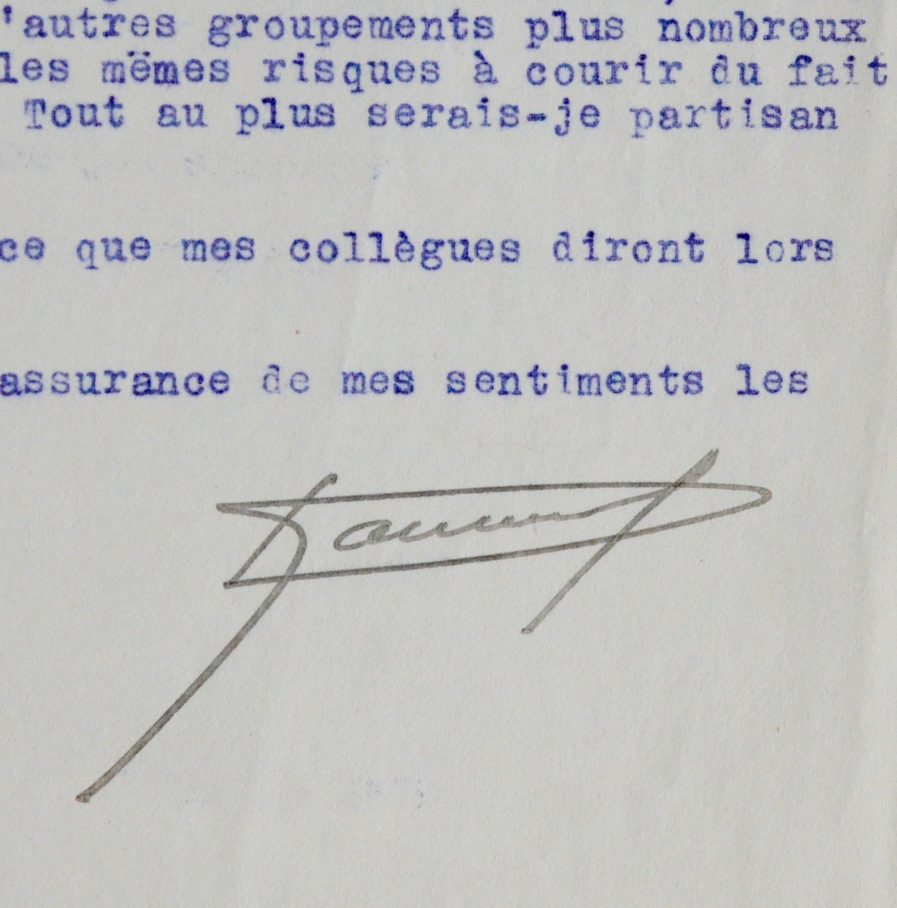 'autres groupements plus nombreux
les mêmes risques à courir du fait
Tout au plus serais-je partisan
ce que mes collègues diront lors
assurance de mes sentiments les